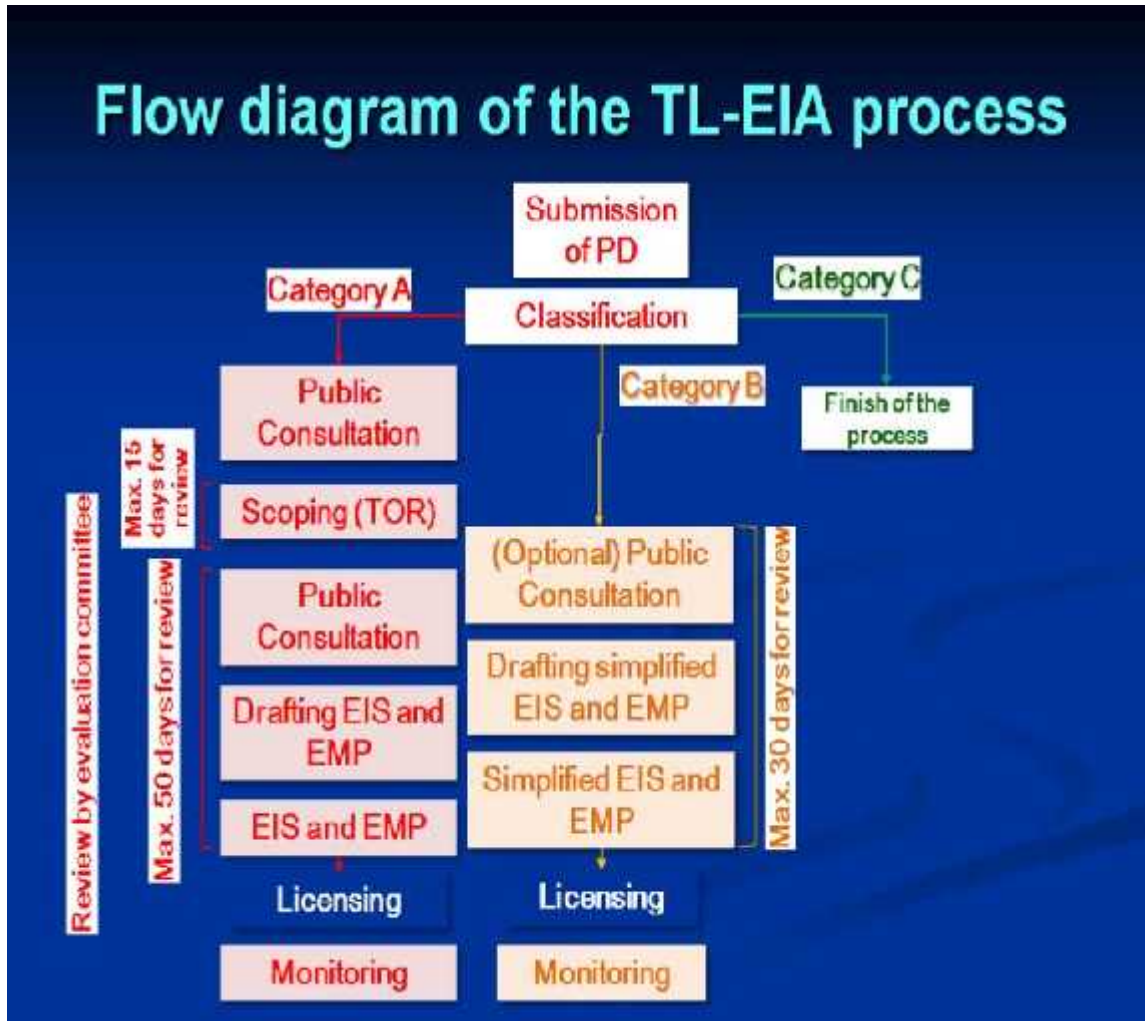 Flow diagram of the TL-EIA process
Submission
of PD
Category A
Classification
Category C
Category B
Finish of the
process
Public
Consultation
Scoping (TOR)
Public
Consultation
Drafting EIS and
EMP
EIS and EMP
Licensing
Monitoring
(Optional) Public
Consultation
Drafting simplified
EIS and EMP
Simplified EIS and
EMP
Licensing
Monitoring
Review by evaluation committee
Max. 15
days for
review
Max. 50 days for review
Max. 30 days for review